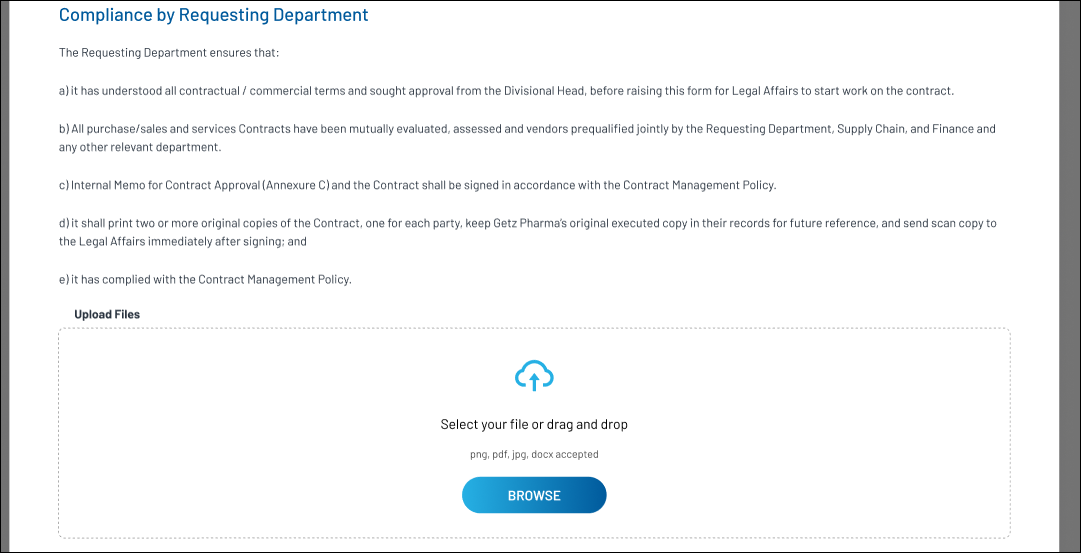 Compliance by Requesting Department
The Requesting Department ensures that:
a) it has understood all contractual / commercial terms and sought approval from the Divisional Head, before raising this form for Legal Affairs to start work on the contract.
b) All purchase/sales and services Contracts have been mutually evaluated, assessed and vendors prequalified jointly by the Requesting Department, Supply Chain, and Finance and
any other relevant department.
c) Internal Memo for Contract Approval (Annexure C) and the Contract shall be signed in accordance with the Contract Management Policy.
d) it shall print two or more original copies of the Contract, one for each party, keep Getz Pharma's original executed copy in their records for future reference, and send scan copy to
the Legal Affairs immediately after signing; and
e) it has complied with the Contract Management Policy.
Upload Files
Select your file or drag and drop
png, pdf, jpg, docx accepted
BROWSE